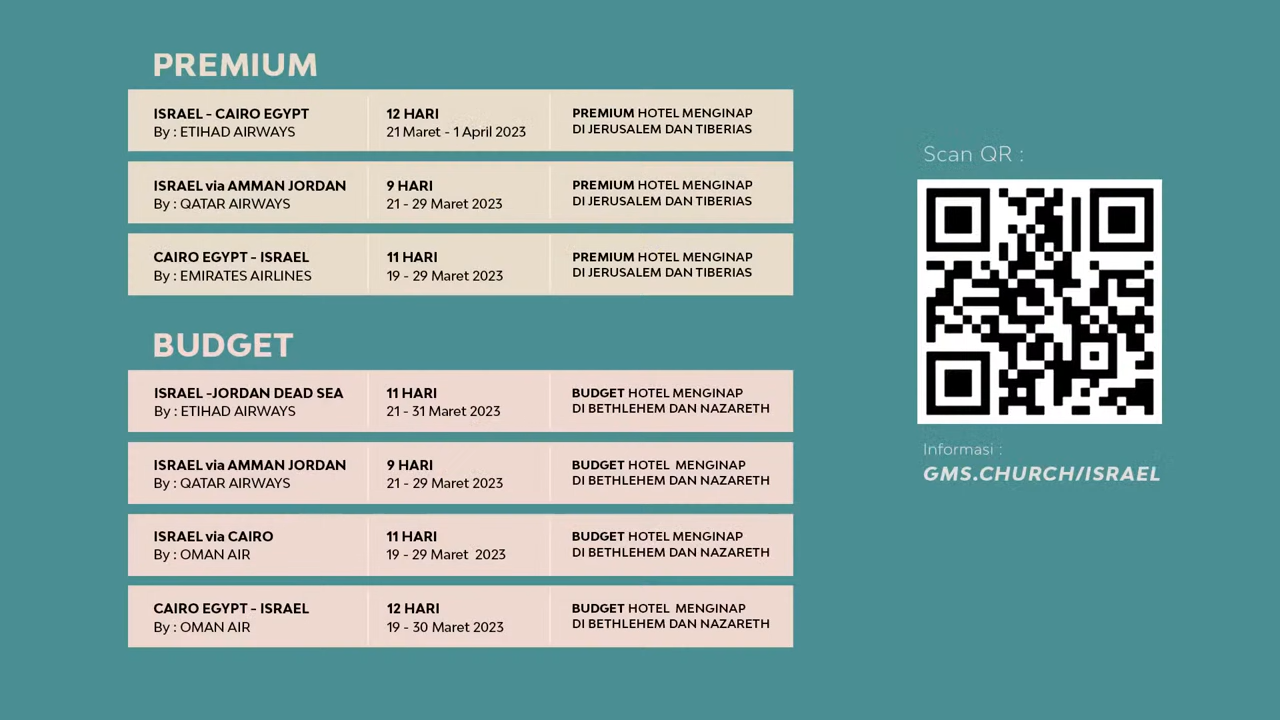 PREMIUM
ISRAEL - CAIRO EGYPT
By : ETIHAD AIRWAYS
12 HARI
21 Maret - 1 April 2023
PREMIUM HOTEL MENGINAP
DI JERUSALEM DAN TIBERIAS
ISRAEL via AMMAN JORDAN
By : QATAR AIRWAYS
9 HARI
21 - 29 Maret 2023
PREMIUM HOTEL MENGINAP
DI JERUSALEM DAN TIBERIAS
CAIRO EGYPT - ISRAEL
By : EMIRATES AIRLINES
11 HARI
19 - 29 Maret 2023
PREMIUM HOTEL MENGINAP
DI JERUSALEM DAN TIBERIAS
BUDGET
ISRAEL -JORDAN DEAD SEA
By : ETIHAD AIRWAYS
11 HARI
21 - 31 Maret 2023
BUDGET HOTEL MENGINAP
DI BETHLEHEM DAN NAZARETH
ISRAEL via AMMAN JORDAN
By : QATAR AIRWAYS
9 HARI
21 - 29 Maret 2023
BUDGET HOTEL MENGINAP
DI BETHLEHEM DAN NAZARETH
ISRAEL via CAIRO
By : OMAN AIR
11 HARI
19 - 29 Maret 2023
BUDGET HOTEL MENGINAP
DI BETHLEHEM DAN NAZARETH
CAIRO EGYPT - ISRAEL
By : OMAN AIR
12 HARI
19 - 30 Maret 2023
BUDGET HOTEL MENGINAP
DI BETHLEHEM DAN NAZARETH
Scan QR :
Informasi :
GMS.CHURCH/ISRAEL